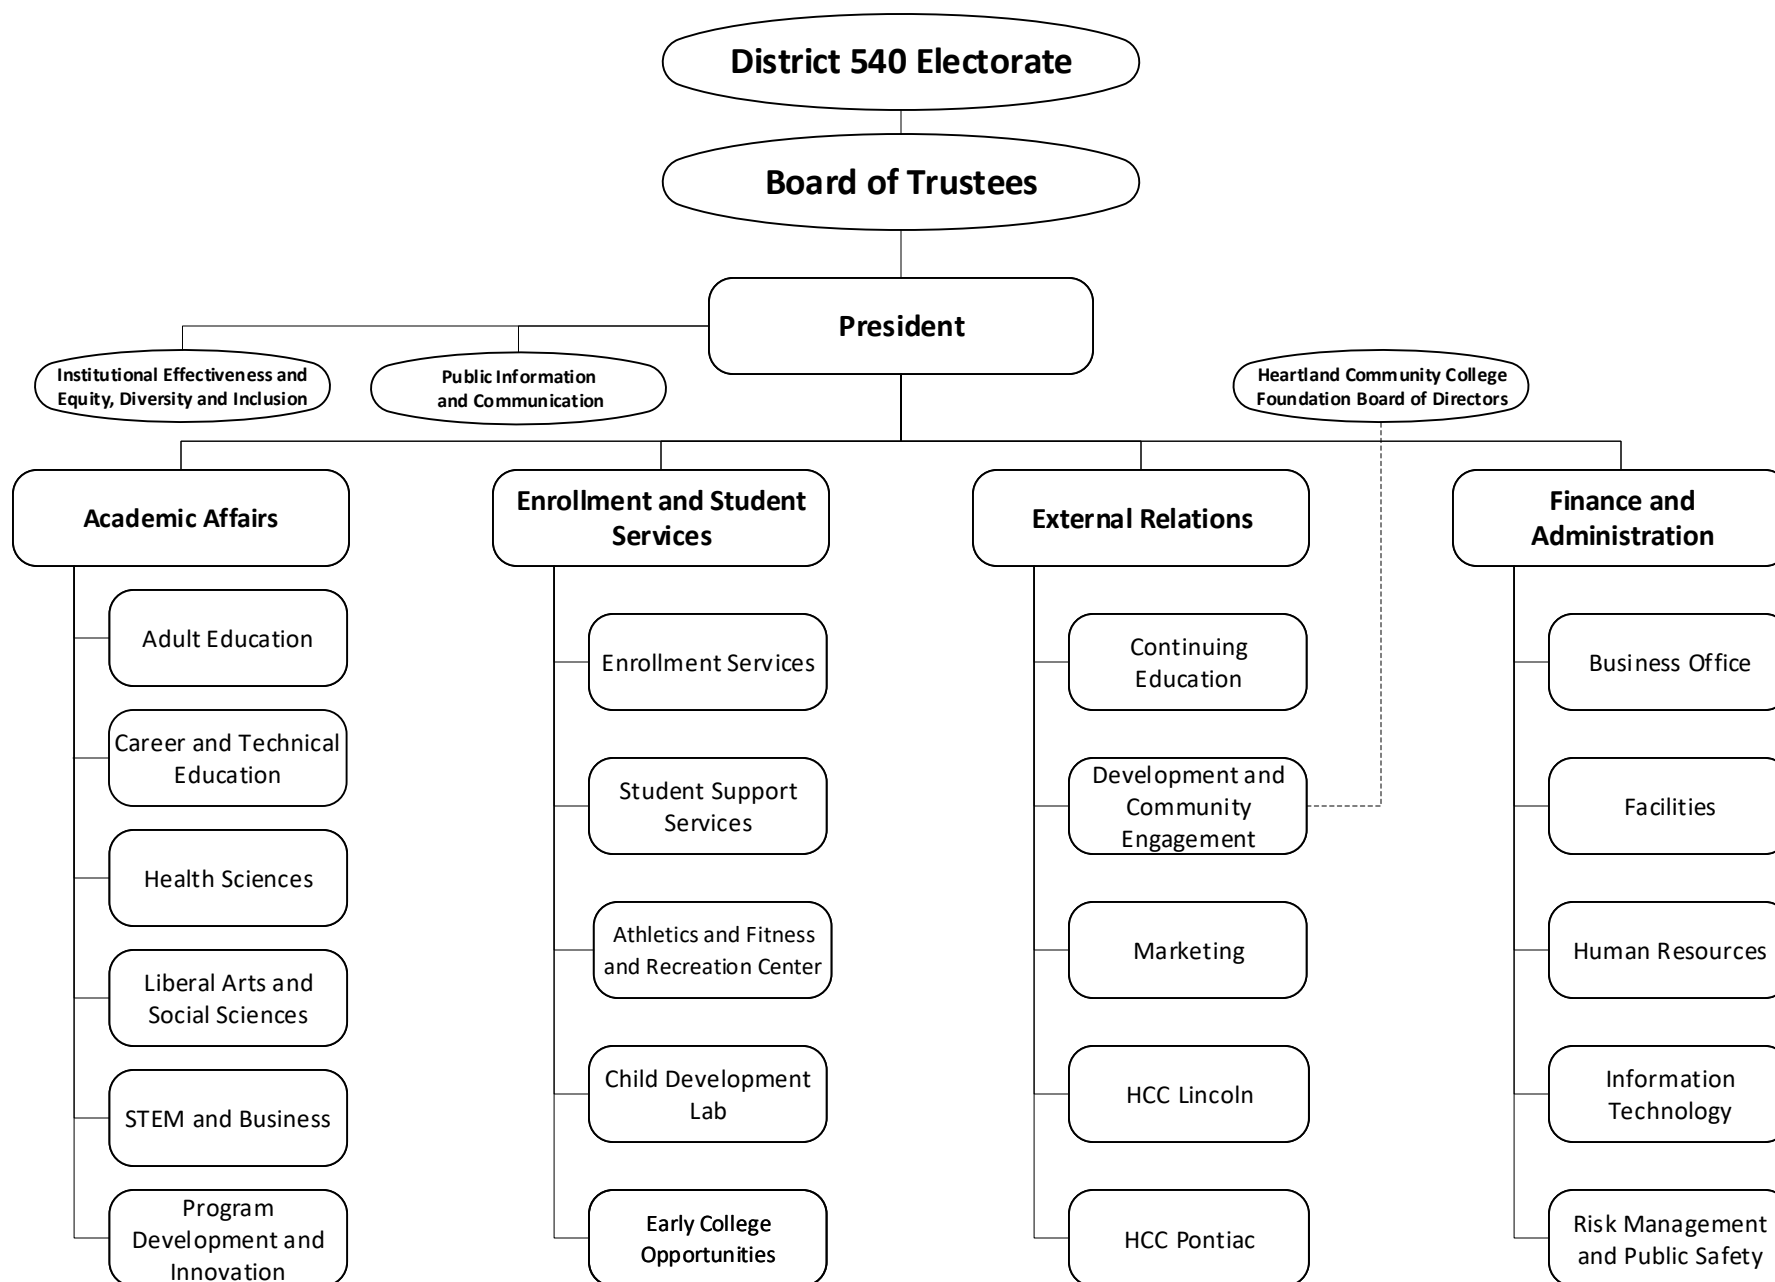 District 540 Electorate
Board of Trustees
President
Institutional Effectiveness and
Equity, Diversity and Inclusion
Public Information
and Communication
Heartland Community College
Foundation Board of Directors
Academic Affairs
Adult Education
Career and Technical
Education
Health Sciences
Liberal Arts and
Social Sciences
STEM and Business
Program
Development and
Innovation
Enrollment and Student
Services
Enrollment Services
Student Support
Services
Athletics and Fitness
and Recreation Center
Child Development
Lab
Early College
Opportunities
External Relations
Continuing
Education
Development and
Community
Engagement
Marketing
HCC Lincoln
HCC Pontiac
Finance and
Administration
Business Office
Facilities
Human Resources
Information
Technology
Risk Management
and Public Safety